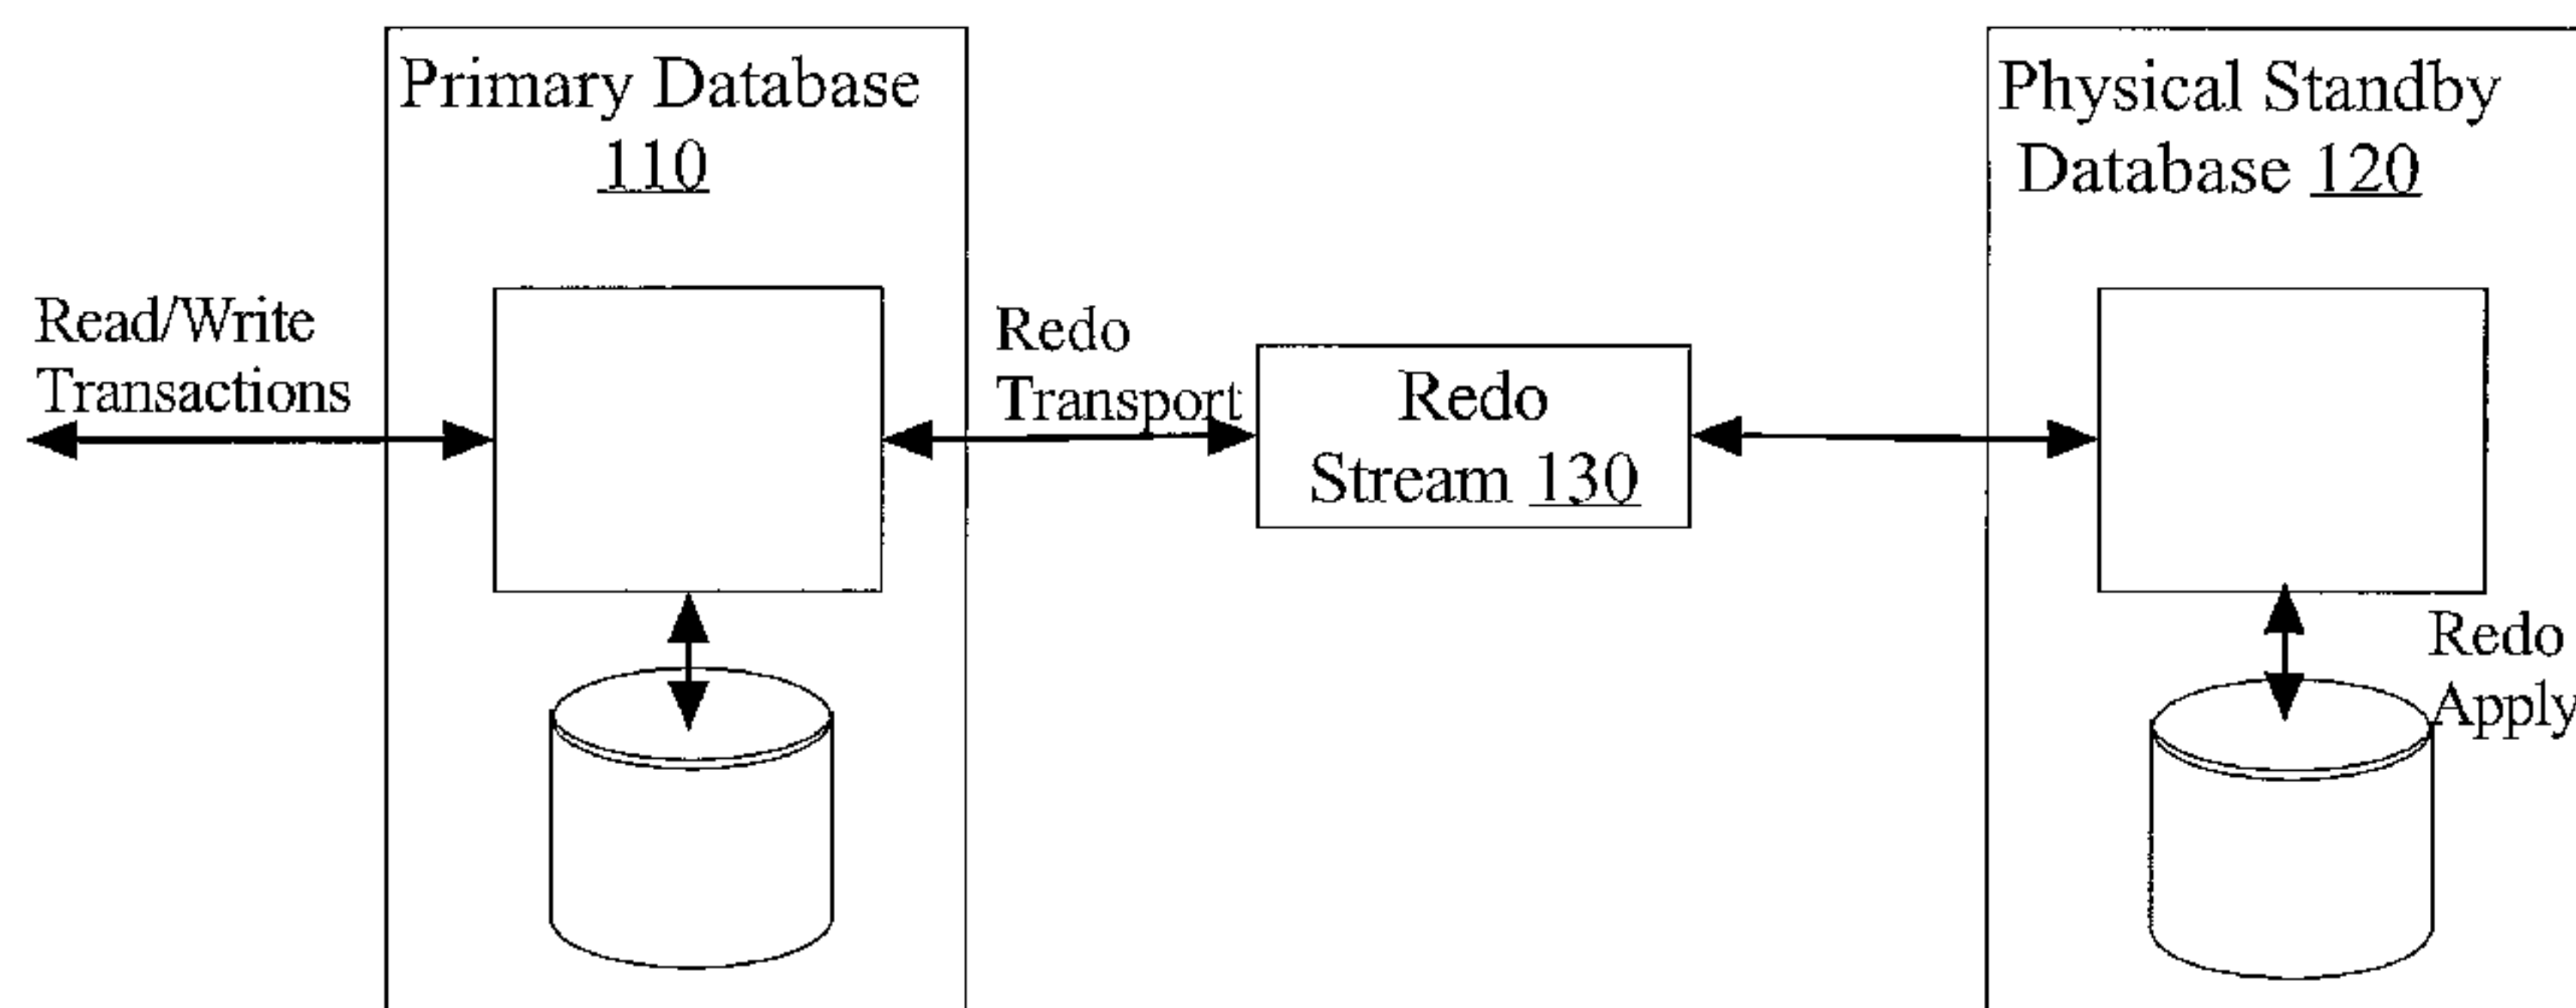 Primary Database
110
Physical Standby
Database 120
Read/Write
Transactions
Redo
Transport
Redo
Stream 130
Redo
Apply